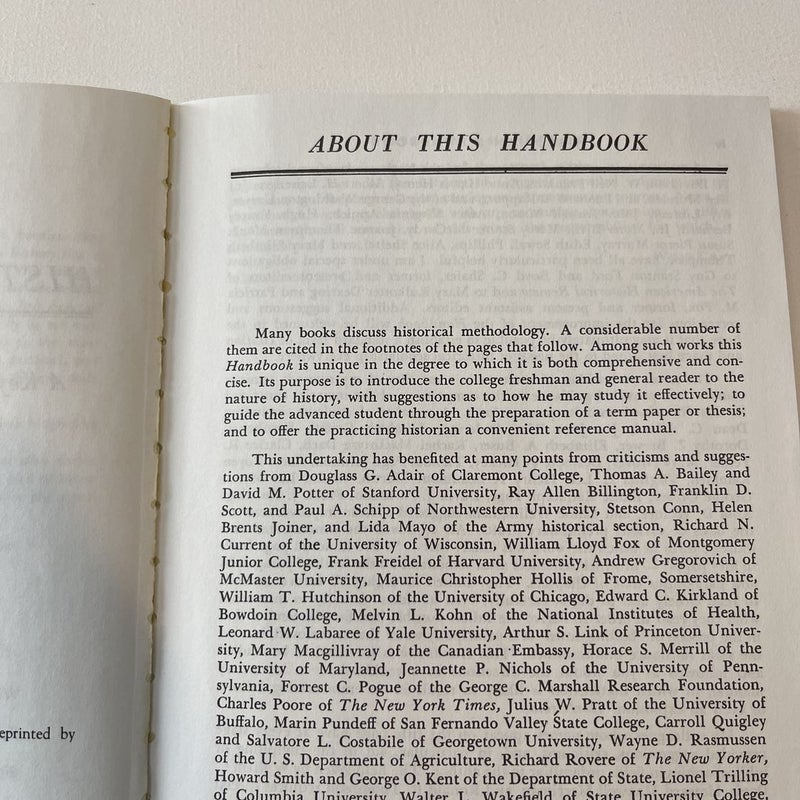 ABOUT THIS HANDBOOK
Many books discuss historical methodology. A considerable number of
them are cited in the footnotes of the pages that follow. Among such works this
Handbook is unique in the degree to which it is both comprehensive and con-
cise. Its purpose is to introduce the college freshman and general reader to the
nature of history, with suggestions as to how he may study it effectively; to
guide the advanced student through the preparation of a term paper or thesis;
and to offer the practicing historian a convenient reference manual.
This undertaking has benefited at many points from criticisms and sugges-
tions from Douglass G. Adair of Claremont College, Thomas A. Bailey and
David M. Potter of Stanford University, Ray Allen Billington, Franklin D.
Scott, and Paul A. Schipp of Northwestern University, Stetson Conn, Helen
Brents Joiner, and Lida Mayo of the Army historical section, Richard N.
Current of the University of Wisconsin, William Lloyd Fox of Montgomery
Junior College, Frank Freidel of Harvard University, Andrew Gregorovich of
McMaster University, Maurice Christopher Hollis of Frome, Somersetshire,
William T. Hutchinson of the University of Chicago, Edward C. Kirkland of
Bowdoin College, Melvin L. Kohn of the National Institutes of Health,
Leonard W. Labaree of Yale University, Arthur S. Link of Princeton Univer-
sity, Mary Macgillivray of the Canadian Embassy, Horace S. Merrill of the
University of Maryland, Jeannette P. Nichols of the University of Penn-
sylvania, Forrest C. Pogue of the George C. Marshall Research Foundation,
Charles Poore of The New York Times, Julius W. Pratt of the University of
Buffalo, Marin Pundeff of San Fernando Valley State College, Carroll Quigley
and Salvatore L. Costabile of Georgetown University, Wayne D. Rasmussen
of the U. S. Department of Agriculture, Richard Rovere of The New Yorker,
Howard Smith and George O. Kent of the Department of State, Lionel Trilling
of Columbia University, Walter L. Wakefield of State University College,
eprinted by